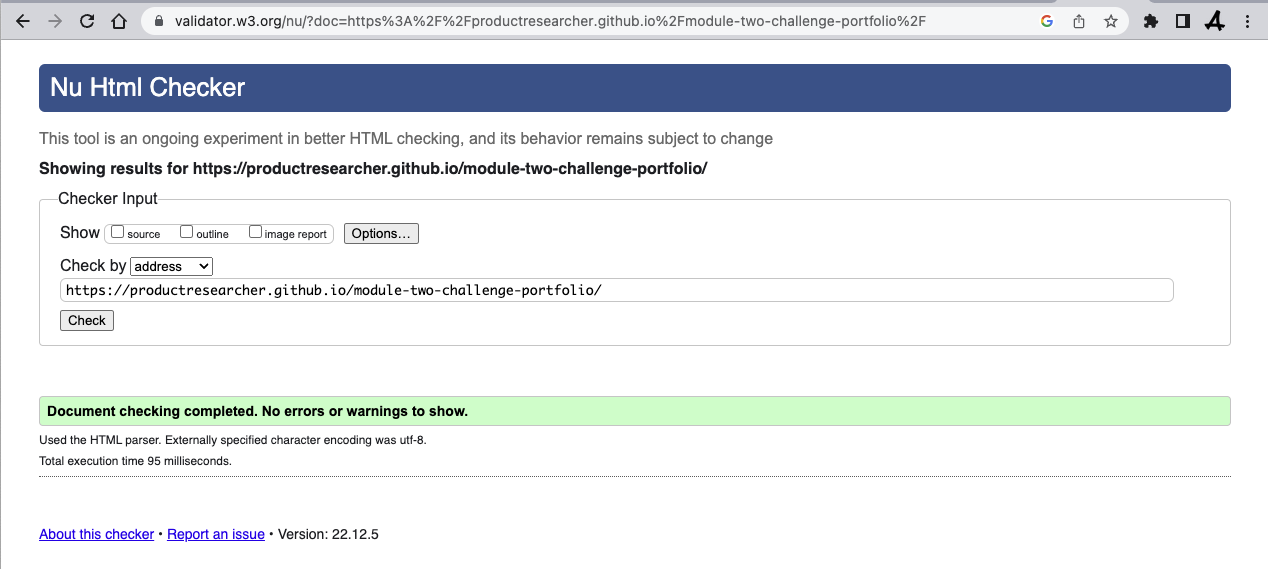 validator.w3.org/nu/?doc=https%3A%2F%2Fproductresearcher.github.io%2Fmodule-two-challenge-portfolio%2F
Nu Html Checker
This tool is an ongoing experiment in better HTML checking, and its behavior remains subject to change
Showing results for https://productresearcher.github.io/module-two-challenge-portfolio/
Checker Input
Show source outline image report Options...
Check by address
https://productresearcher.github.io/module-two-challenge-portfolio/
Check
Document checking completed. No errors or warnings to show.
Used the HTML parser. Externally specified character encoding was utf-8.
Total execution time 95 milliseconds.
About this checker • Report an issue • Version: 22.12.5